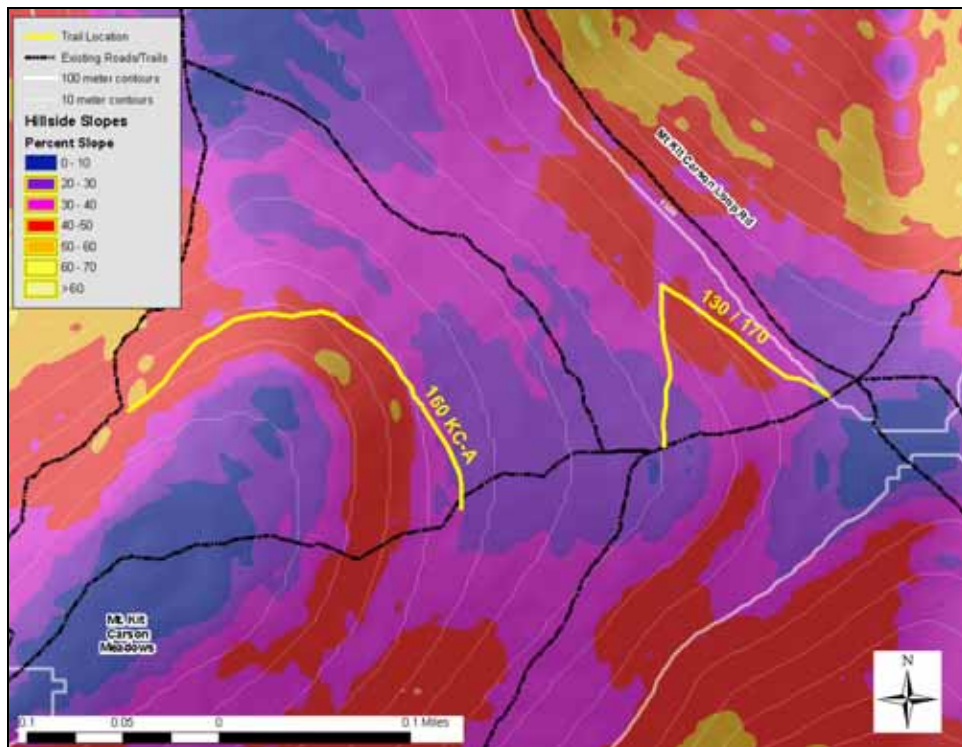 Trail Location
Existing Roads/Trails
100 meter contours
10 meter contours
Hillside Slopes
Percent Slope
0 - 10
20 - 30
30 - 40
40 -50
50 - 60
60 - 70
>60
Mt Kit Carson Loop Rd
130 / 170
160 KC-A
Mt. Kit
Carson
Meadows
N
0.1 0.05 0 0.1 Miles